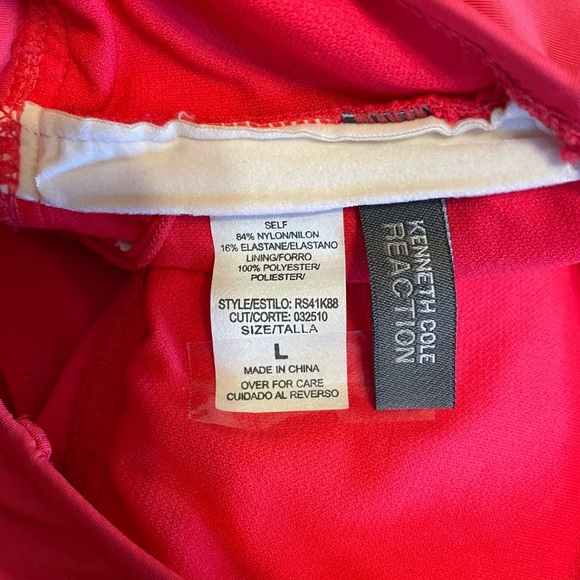 SELF
84% NYLON/NILON
16% ELASTANE/ELASTANO
LINING/FORRO
100% POLYESTER/
POLIESTER/
STYLE/ESTILO: RS41K88
CUT/CORTE: 032510
SIZE/TALLA
L
MADE IN CHINA
OVER FOR CARE
CUIDADO AL REVERSO
KENNETH COLE
REACTION